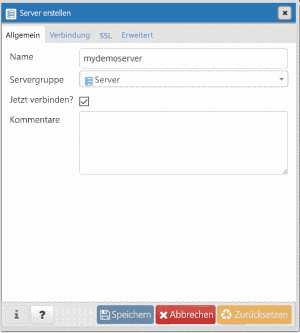 Server erstellen
Allgemein Verbindung SSL Erweitert
Name mydemoserver
Servergruppe Server
Jetzt verbinden?
Kommentare
i ? Speichern Abbrechen Zurücksetzen